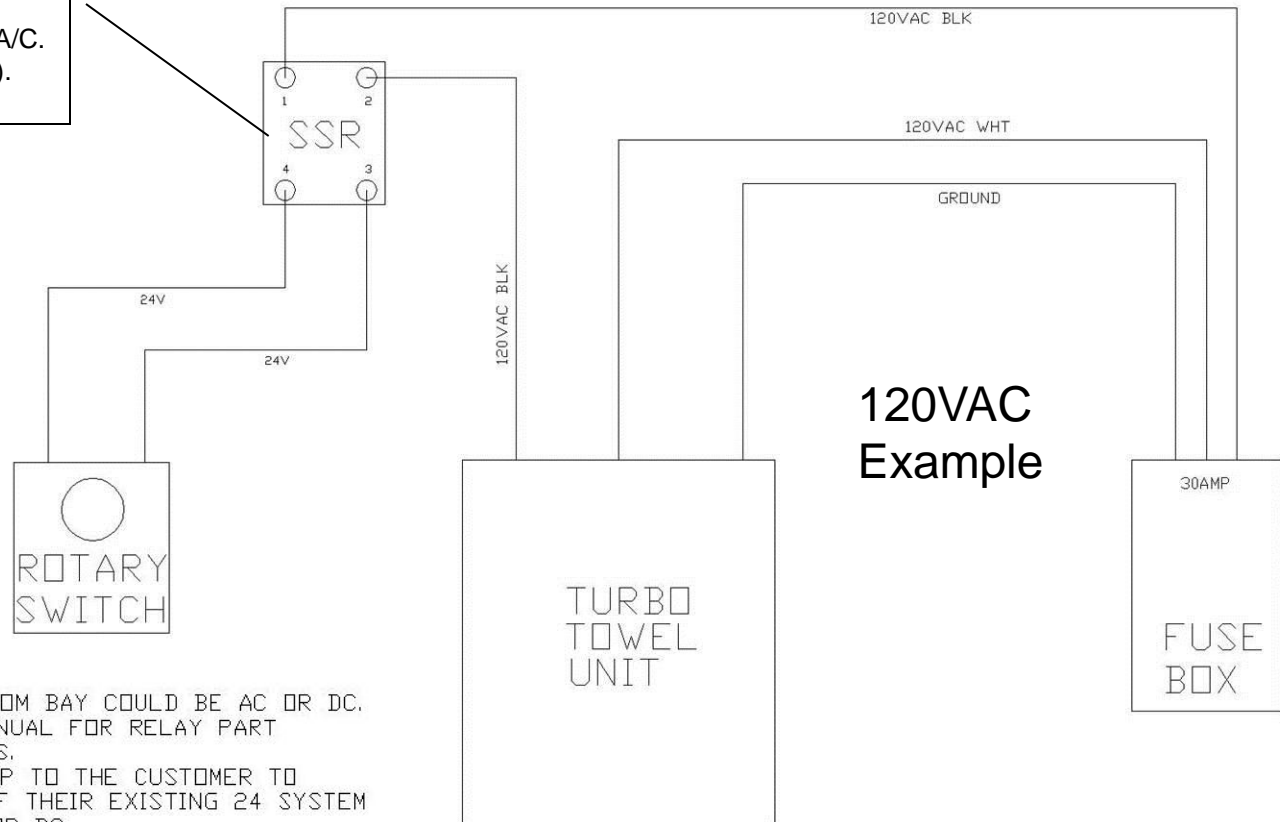 A/C.
).
120VAC BLK
1
2
SSR
4
3
120VAC WHT
GROUND
24V
24V
120VAC BLK
120VAC
Example
30AMP
ROTARY
SWITCH
TURBO
TOWEL
UNIT
FUSE
BOX
OM BAY COULD BE AC OR DC.
NUAL FOR RELAY PART
S.
P TO THE CUSTOMER TO
F THEIR EXISTING 24 SYSTEM